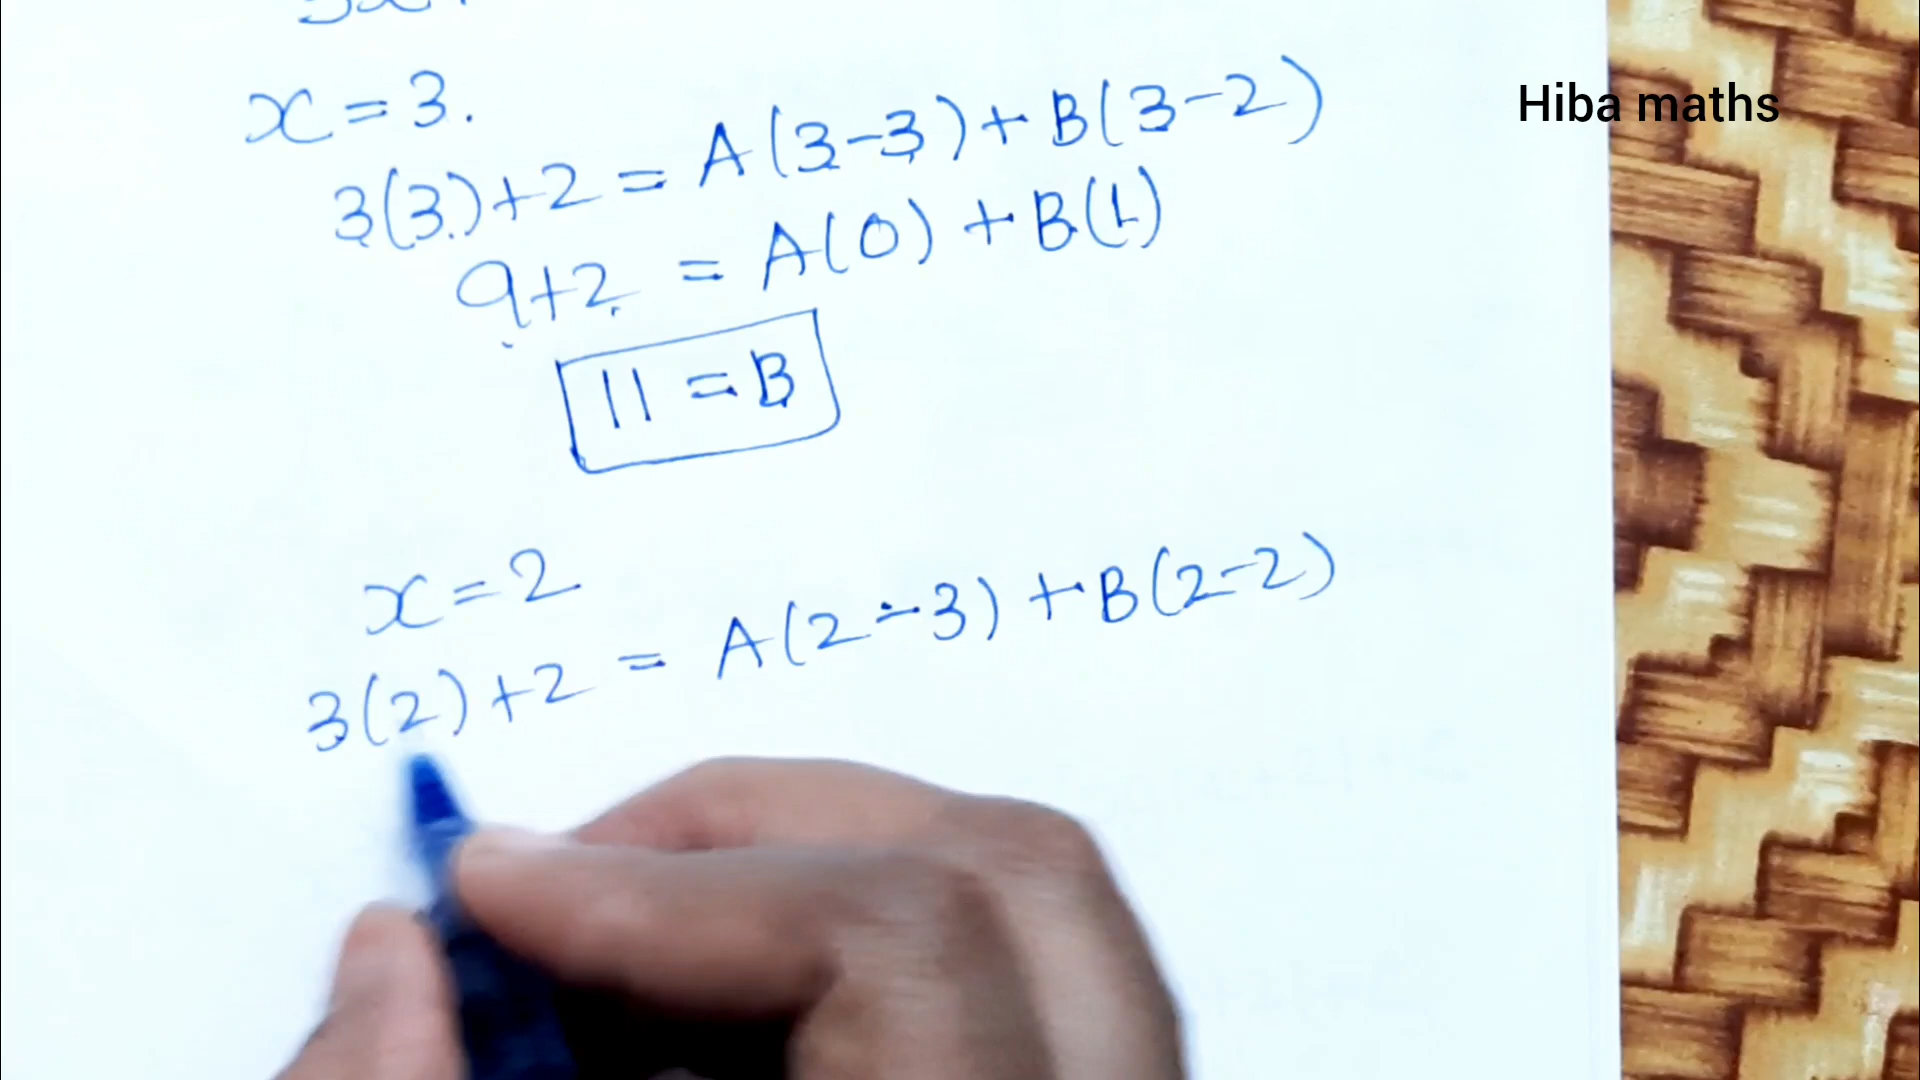 x = 3.
Hiba maths
3(3)+2 = A(3-3)+B(3-2)
9+2 = A(0)+B(1)
11 = B
x = 2
3(2)+2 = A(2-3)+B(2-2)